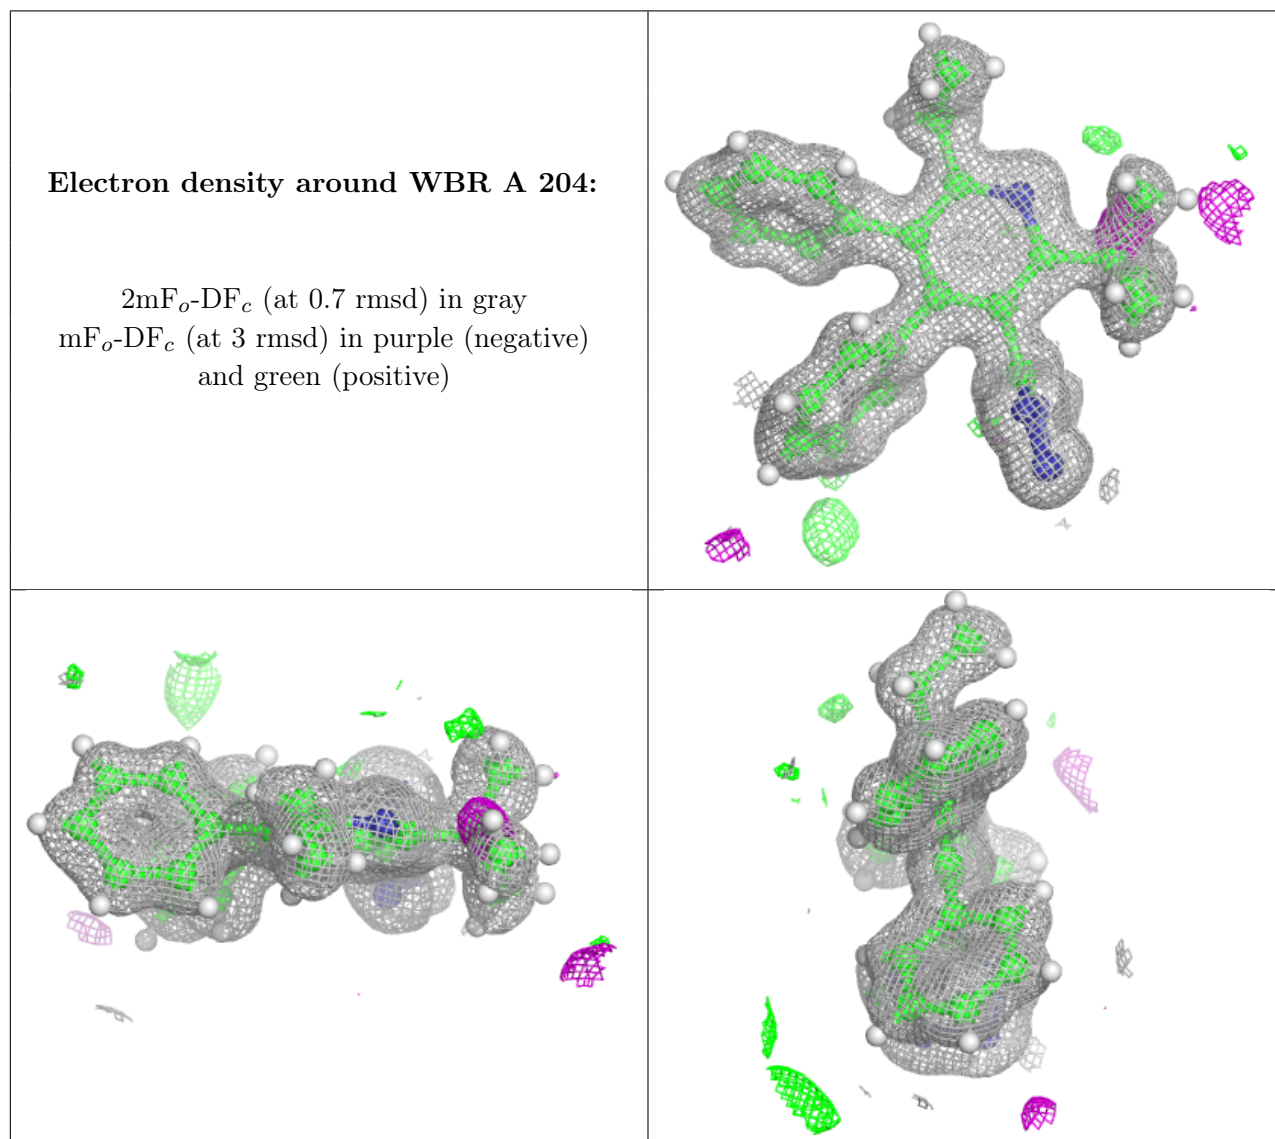 Electron density around WBR A 204:
2mFo-DFc (at 0.7 rmsd) in gray
mFo-DFc (at 3 rmsd) in purple (negative)
and green (positive)